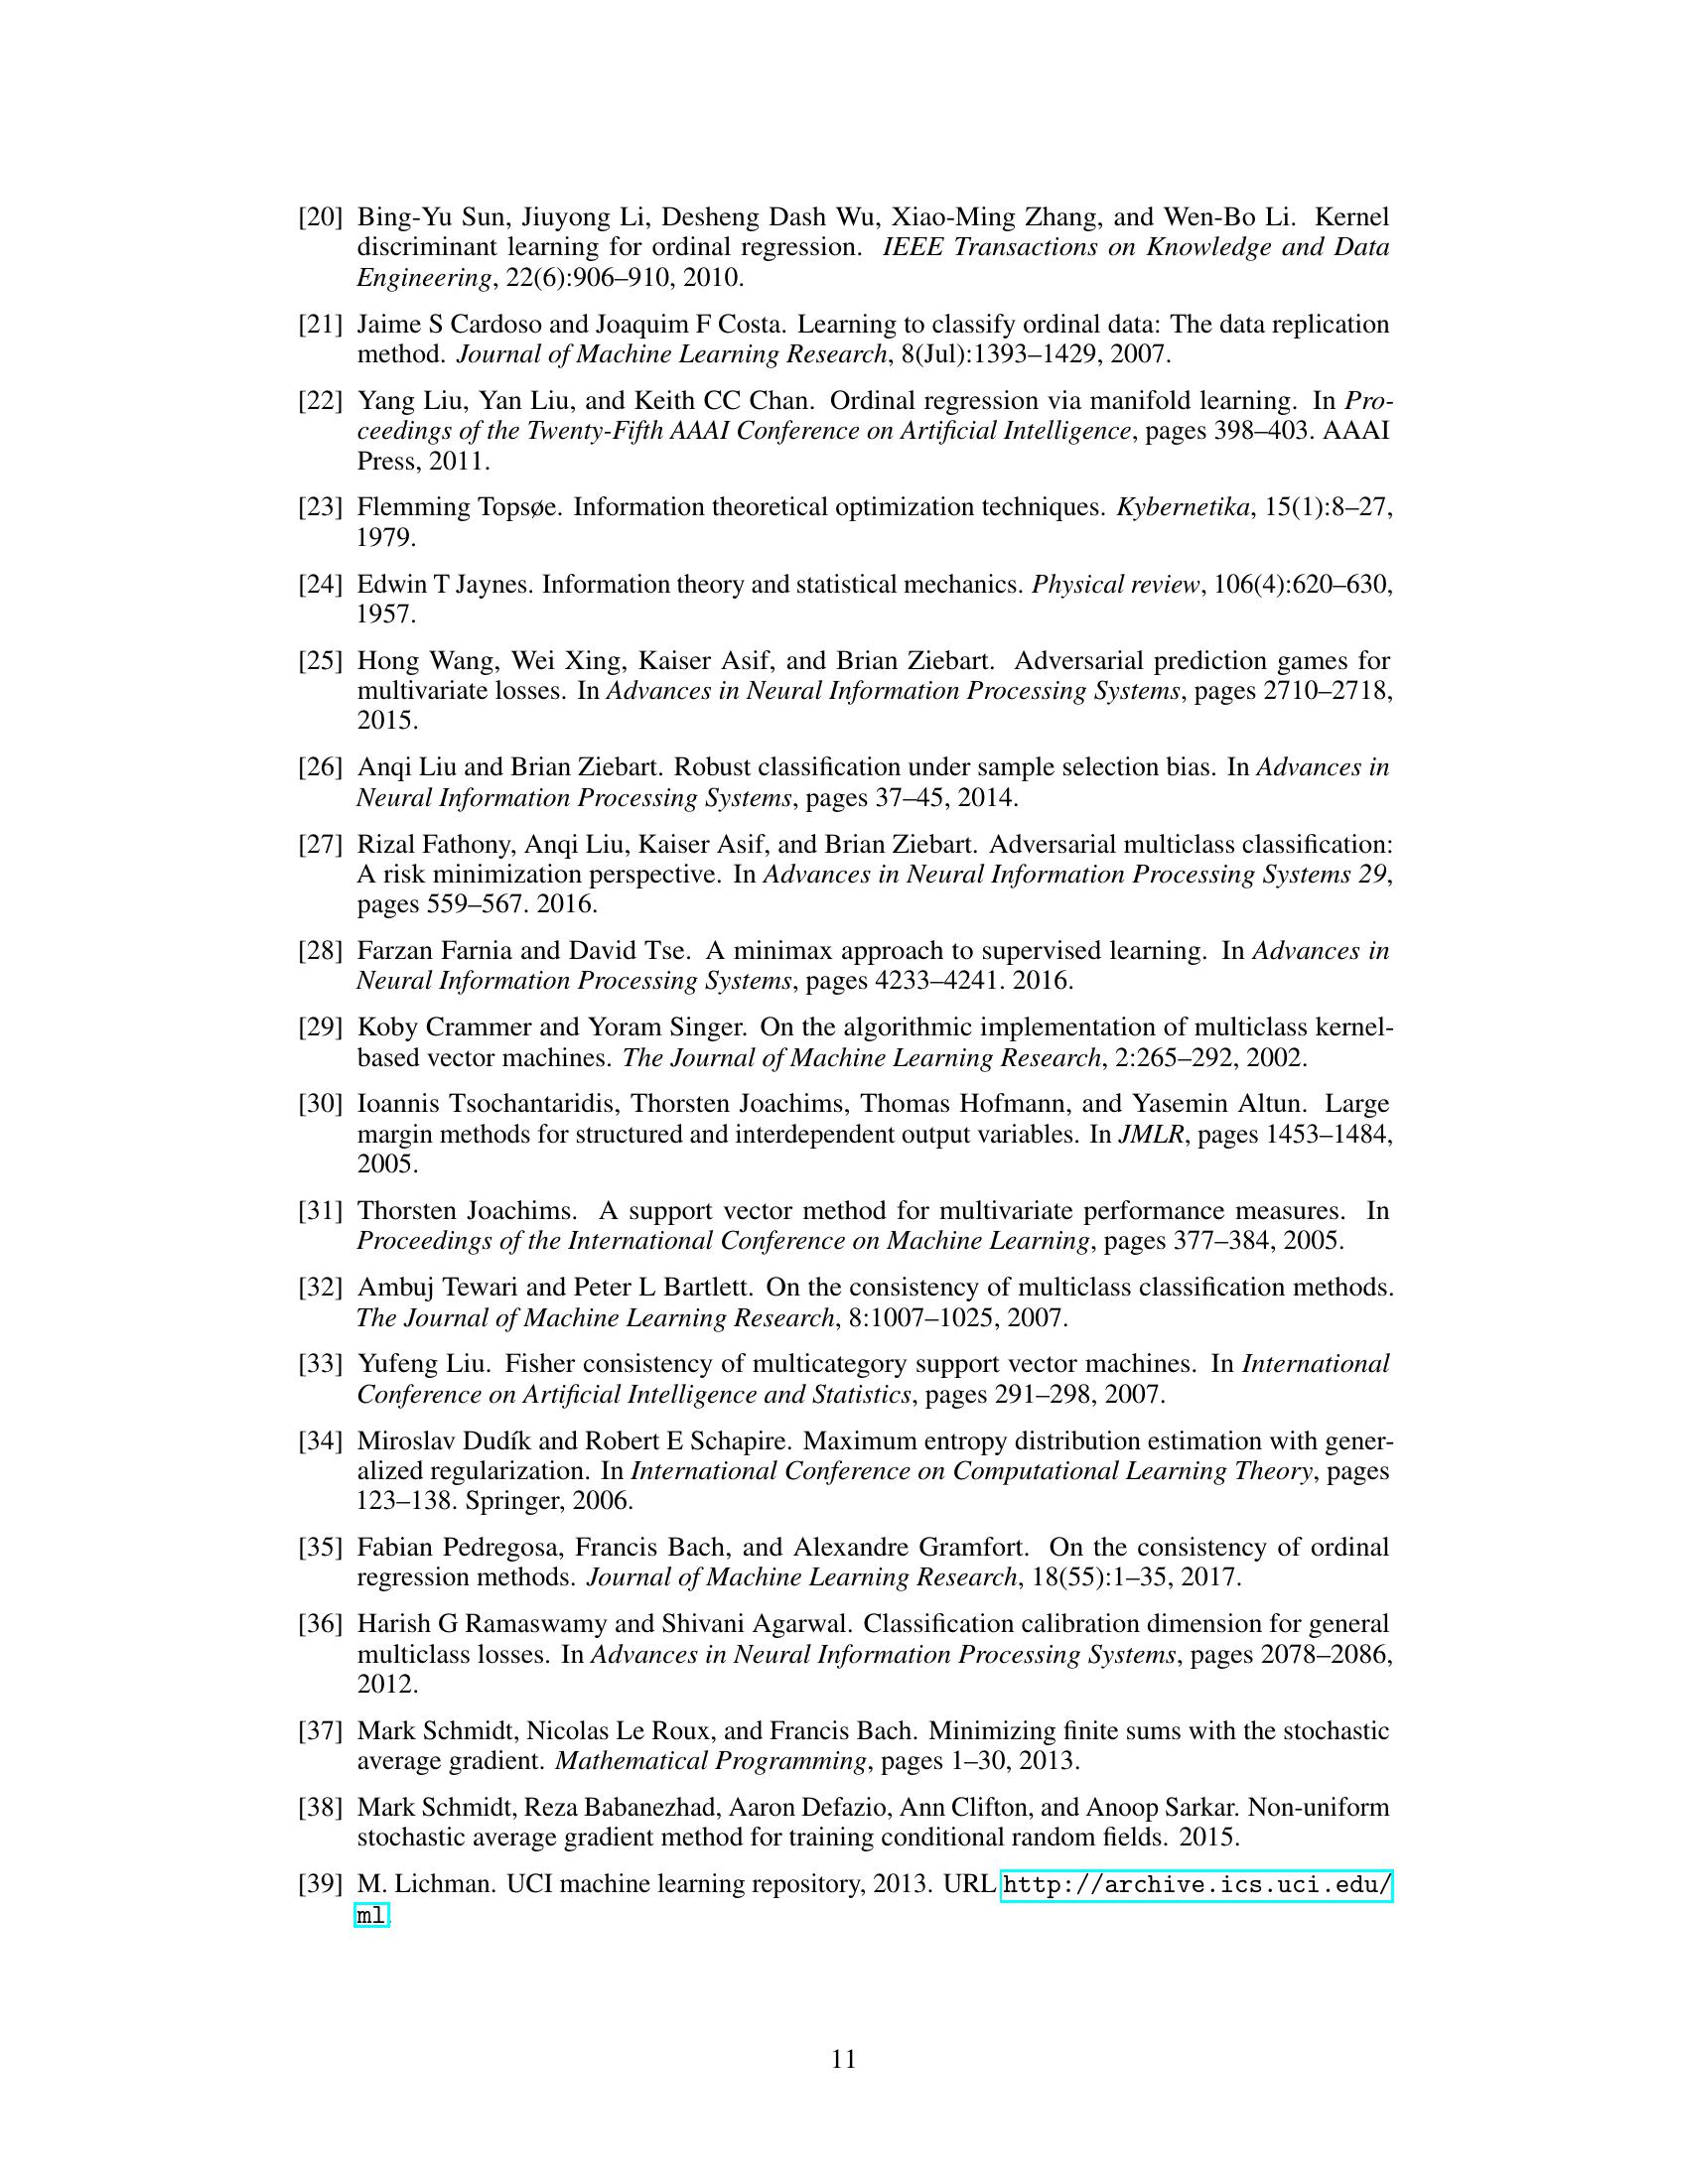 [20] Bing-Yu Sun, Jiuyong Li, Desheng Dash Wu, Xiao-Ming Zhang, and Wen-Bo Li. Kernel
discriminant learning for ordinal regression. IEEE Transactions on Knowledge and Data
Engineering, 22(6):906–910, 2010.
[21] Jaime S Cardoso and Joaquim F Costa. Learning to classify ordinal data: The data replication
method. Journal of Machine Learning Research, 8(Jul):1393–1429, 2007.
[22] Yang Liu, Yan Liu, and Keith CC Chan. Ordinal regression via manifold learning. In Pro-
ceedings of the Twenty-Fifth AAAI Conference on Artificial Intelligence, pages 398–403. AAAI
Press, 2011.
[23] Flemming Topsøe. Information theoretical optimization techniques. Kybernetika, 15(1):8–27,
1979.
[24] Edwin T Jaynes. Information theory and statistical mechanics. Physical review, 106(4):620–630,
1957.
[25] Hong Wang, Wei Xing, Kaiser Asif, and Brian Ziebart. Adversarial prediction games for
multivariate losses. In Advances in Neural Information Processing Systems, pages 2710–2718,
2015.
[26] Anqi Liu and Brian Ziebart. Robust classification under sample selection bias. In Advances in
Neural Information Processing Systems, pages 37–45, 2014.
[27] Rizal Fathony, Anqi Liu, Kaiser Asif, and Brian Ziebart. Adversarial multiclass classification:
A risk minimization perspective. In Advances in Neural Information Processing Systems 29,
pages 559–567. 2016.
[28] Farzan Farnia and David Tse. A minimax approach to supervised learning. In Advances in
Neural Information Processing Systems, pages 4233–4241. 2016.
[29] Koby Crammer and Yoram Singer. On the algorithmic implementation of multiclass kernel-
based vector machines. The Journal of Machine Learning Research, 2:265–292, 2002.
[30] Ioannis Tsochantaridis, Thorsten Joachims, Thomas Hofmann, and Yasemin Altun. Large
margin methods for structured and interdependent output variables. In JMLR, pages 1453–1484,
2005.
[31] Thorsten Joachims. A support vector method for multivariate performance measures. In
Proceedings of the International Conference on Machine Learning, pages 377–384, 2005.
[32] Ambuj Tewari and Peter L Bartlett. On the consistency of multiclass classification methods.
The Journal of Machine Learning Research, 8:1007–1025, 2007.
[33] Yufeng Liu. Fisher consistency of multicategory support vector machines. In International
Conference on Artificial Intelligence and Statistics, pages 291–298, 2007.
[34] Miroslav Dudík and Robert E Schapire. Maximum entropy distribution estimation with gener-
alized regularization. In International Conference on Computational Learning Theory, pages
123–138. Springer, 2006.
[35] Fabian Pedregosa, Francis Bach, and Alexandre Gramfort. On the consistency of ordinal
regression methods. Journal of Machine Learning Research, 18(55):1–35, 2017.
[36] Harish G Ramaswamy and Shivani Agarwal. Classification calibration dimension for general
multiclass losses. In Advances in Neural Information Processing Systems, pages 2078–2086,
2012.
[37] Mark Schmidt, Nicolas Le Roux, and Francis Bach. Minimizing finite sums with the stochastic
average gradient. Mathematical Programming, pages 1–30, 2013.
[38] Mark Schmidt, Reza Babanezhad, Aaron Defazio, Ann Clifton, and Anoop Sarkar. Non-uniform
stochastic average gradient method for training conditional random fields. 2015.
[39] M. Lichman. UCI machine learning repository, 2013. URL http://archive.ics.uci.edu/
ml
11